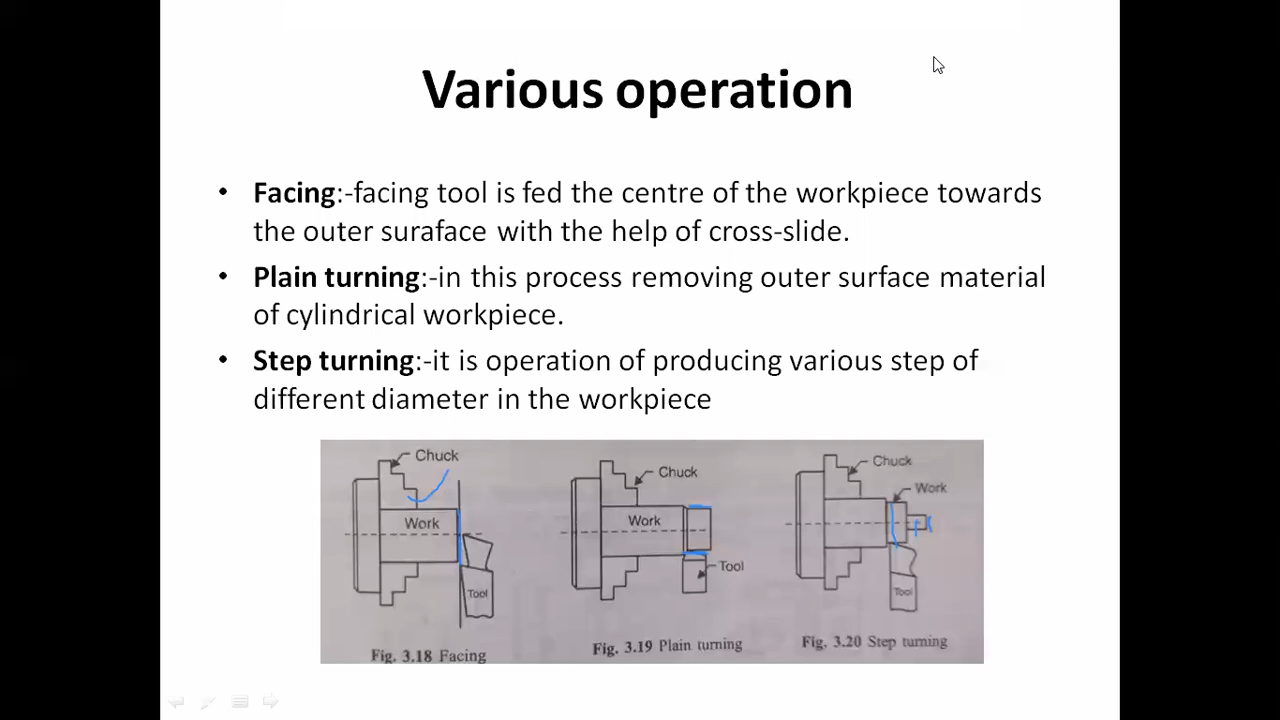 Various operation
• Facing:-facing tool is fed the centre of the workpiece towards
the outer suraface with the help of cross-slide.
• Plain turning:-in this process removing outer surface material
of cylindrical workpiece.
• Step turning:-it is operation of producing various step of
different diameter in the workpiece
Chuck
Work
Tool
Fig. 3.18 Facing
Chuck
Work
Tool
Fig. 3.19 Plain turning
Chuck
Work
Tool
Fig. 3.20 Step turning